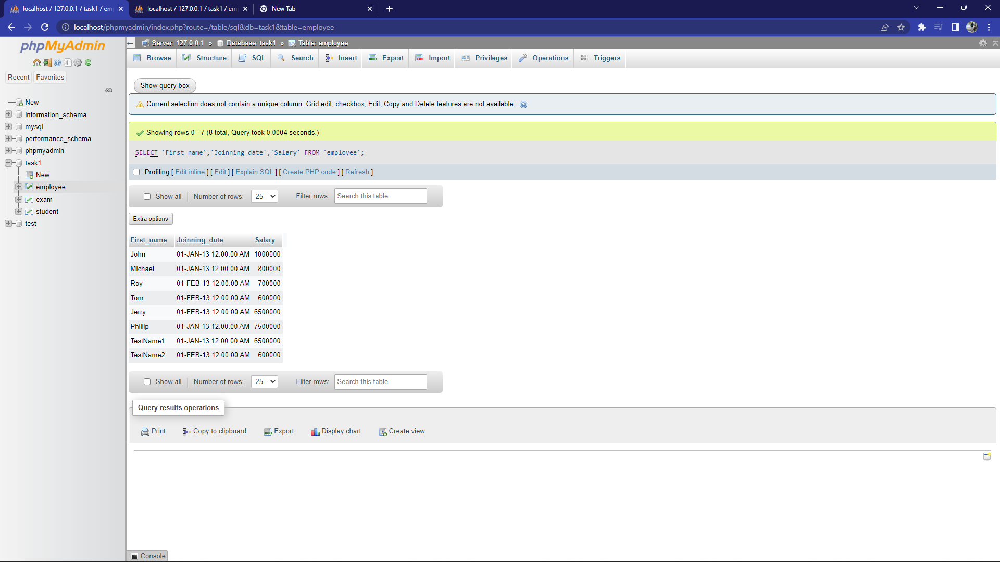 localhost / 127.0.0.1 / task1 / em
localhost / 127.0.0.1 / task1 / em
New Tab
localhost/phpmyadmin/index.php?route=/table/sql&db=task1&table=employee
phpMyAdmin
Server: 127.0.0.1 » Database: task1 » Table: employee
Browse Structure SQL Search Insert Export Import Privileges Operations Triggers
Recent Favorites
New
information_schema
mysql
performance_schema
phpmyadmin
task1
New
employee
exam
student
test
Show query box
Current selection does not contain a unique column. Grid edit, checkbox, Edit, Copy and Delete features are not available.
Showing rows 0 - 7 (8 total, Query took 0.0004 seconds.)
SELECT `First_name`,`Joinning_date`,`Salary` FROM `employee`;
Profiling [ Edit inline ] [ Edit ] [ Explain SQL ] [ Create PHP code ] [ Refresh ]
Show all Number of rows: 25 Filter rows: Search this table
Extra options
First_name Joinning_date Salary
John 01-JAN-13 12.00.00 AM 1000000
Michael 01-JAN-13 12.00.00 AM 800000
Roy 01-FEB-13 12.00.00 AM 700000
Tom 01-FEB-13 12.00.00 AM 600000
Jerry 01-FEB-13 12.00.00 AM 6500000
Phillip 01-JAN-13 12.00.00 AM 7500000
TestName1 01-JAN-13 12.00.00 AM 6500000
TestName2 01-FEB-13 12.00.00 AM 600000
Show all Number of rows: 25 Filter rows: Search this table
Query results operations
Print Copy to clipboard Export Display chart Create view
Console